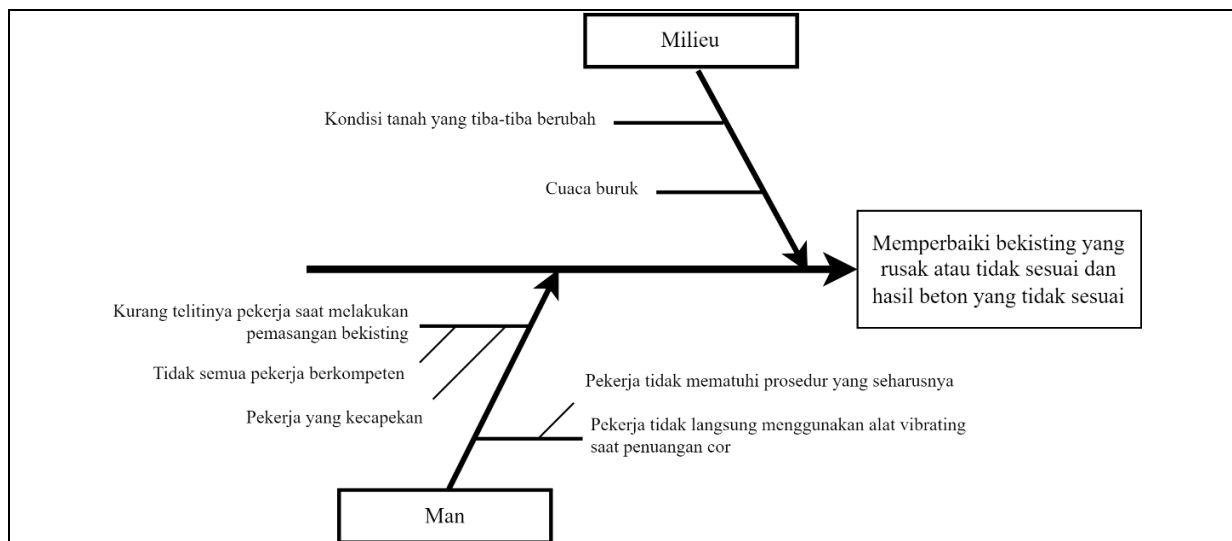 Milieu
Kondisi tanah yang tiba-tiba berubah
Cuaca buruk
Memperbaiki bekisting yang
rusak atau tidak sesuai dan
hasil beton yang tidak sesuai
Kurang telitinya pekerja saat melakukan
pemasangan bekisting
Tidak semua pekerja berkompeten
Pekerja yang kecapekan
Pekerja tidak mematuhi prosedur yang seharusnya
Pekerja tidak langsung menggunakan alat vibrating
saat penuangan cor
Man